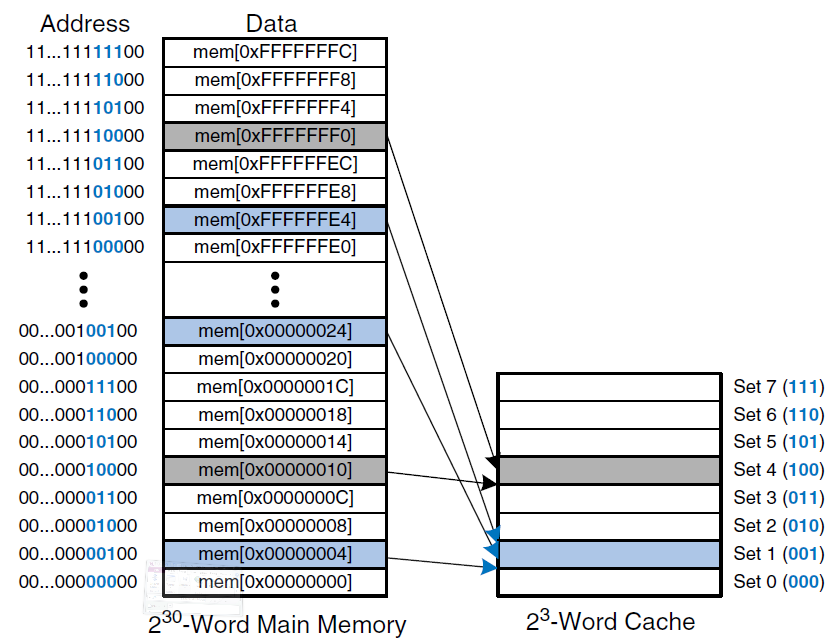 Address Data
11...11111100 mem[0xFFFFFFFC]
11...11111000 mem[0xFFFFFFF8]
11...11110100 mem[0xFFFFFFF4]
11...11110000 mem[0xFFFFFFF0]
11...11101100 mem[0xFFFFFFEC]
11...11101000 mem[0xFFFFFFE8]
11...11100100 mem[0xFFFFFFE4]
11...11100000 mem[0xFFFFFFE0]
00...00100100 mem[0x00000024]
00...00100000 mem[0x00000020]
00...00011100 mem[0x0000001C] Set 7 (111)
00...00011000 mem[0x00000018] Set 6 (110)
00...00010100 mem[0x00000014] Set 5 (101)
00...00010000 mem[0x00000010] Set 4 (100)
00...00001100 mem[0x0000000C] Set 3 (011)
00...00001000 mem[0x00000008] Set 2 (010)
00...00000100 mem[0x00000004] Set 1 (001)
00...00000000 mem[0x00000000] Set 0 (000)
2³⁰-Word Main Memory 2³-Word Cache